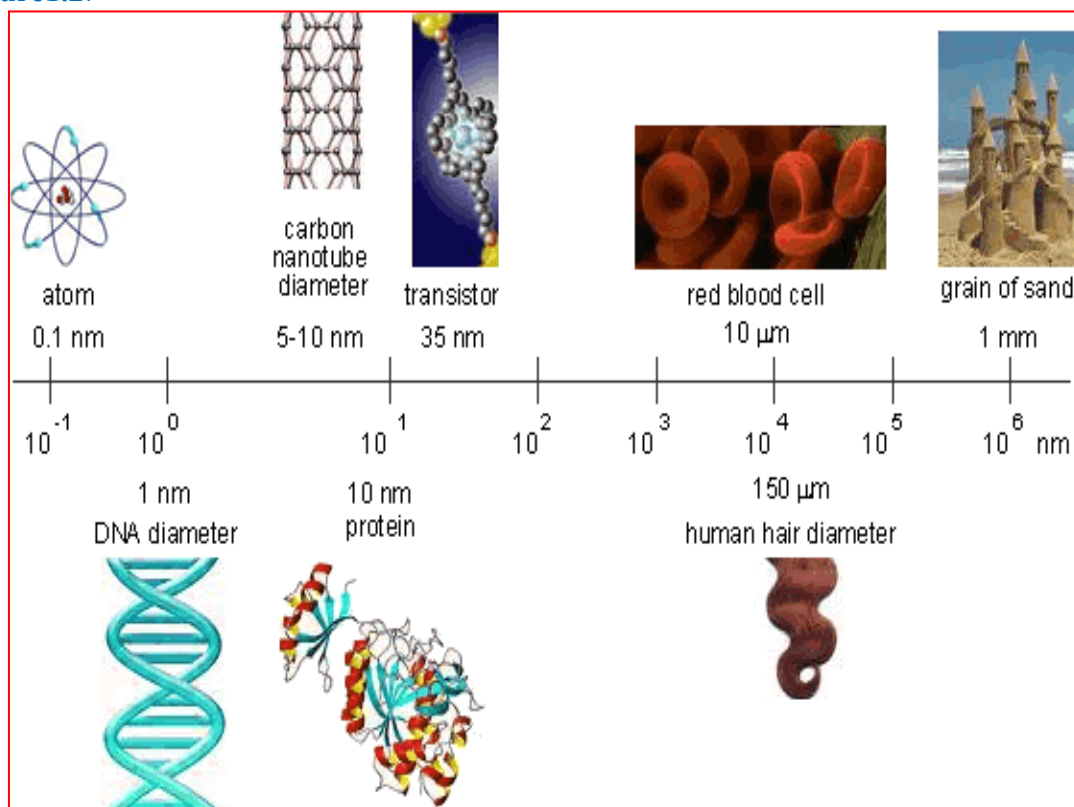 atom
0.1 nm
carbon
nanotube
diameter
5-10 nm
transistor
35 nm
red blood cell
10 µm
grain of sand
1 mm
10⁻¹ 10⁰ 10¹ 10² 10³ 10⁴ 10⁵ 10⁶ nm
1 nm
DNA diameter
10 nm
protein
150 µm
human hair diameter